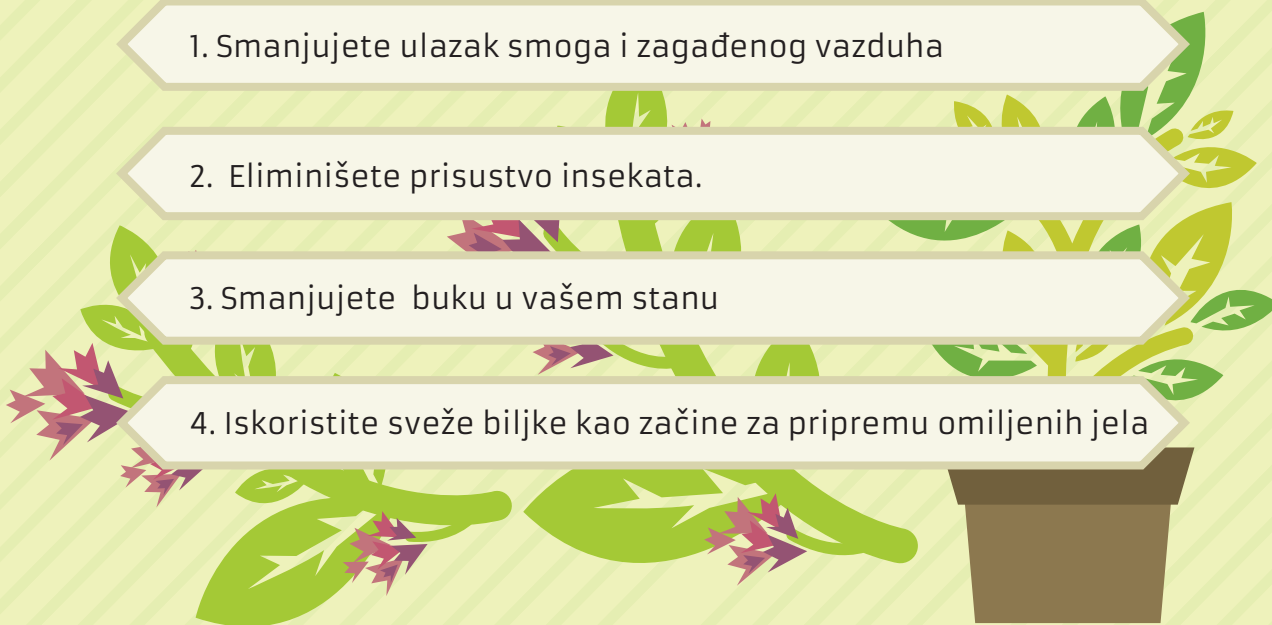 1. Smanjujete ulazak smoga i zagađenog vazduha
2. Eliminišete prisustvo insekata.
3. Smanjujete buku u vašem stanu
4. Iskoristite sveže biljke kao začine za pripremu omiljenih jela